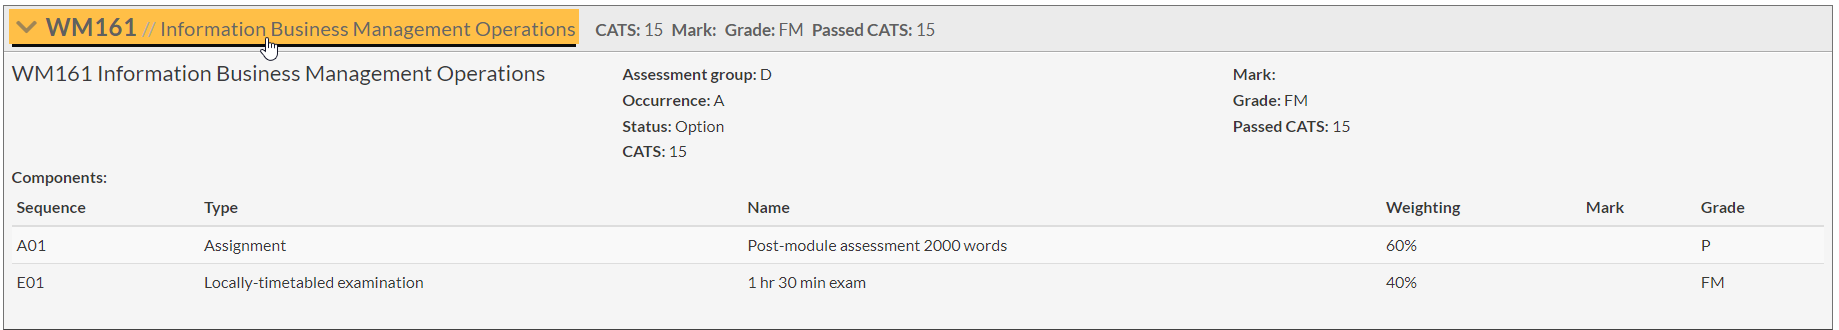 WM161 // Information Business Management Operations CATS: 15 Mark: Grade: FM Passed CATS: 15
WM161 Information Business Management Operations
Assessment group: D
Occurrence: A
Status: Option
CATS: 15
Mark:
Grade: FM
Passed CATS: 15
Components:
Sequence Type Name Weighting Mark Grade
A01 Assignment Post-module assessment 2000 words 60% P
E01 Locally-timetabled examination 1 hr 30 min exam 40% FM